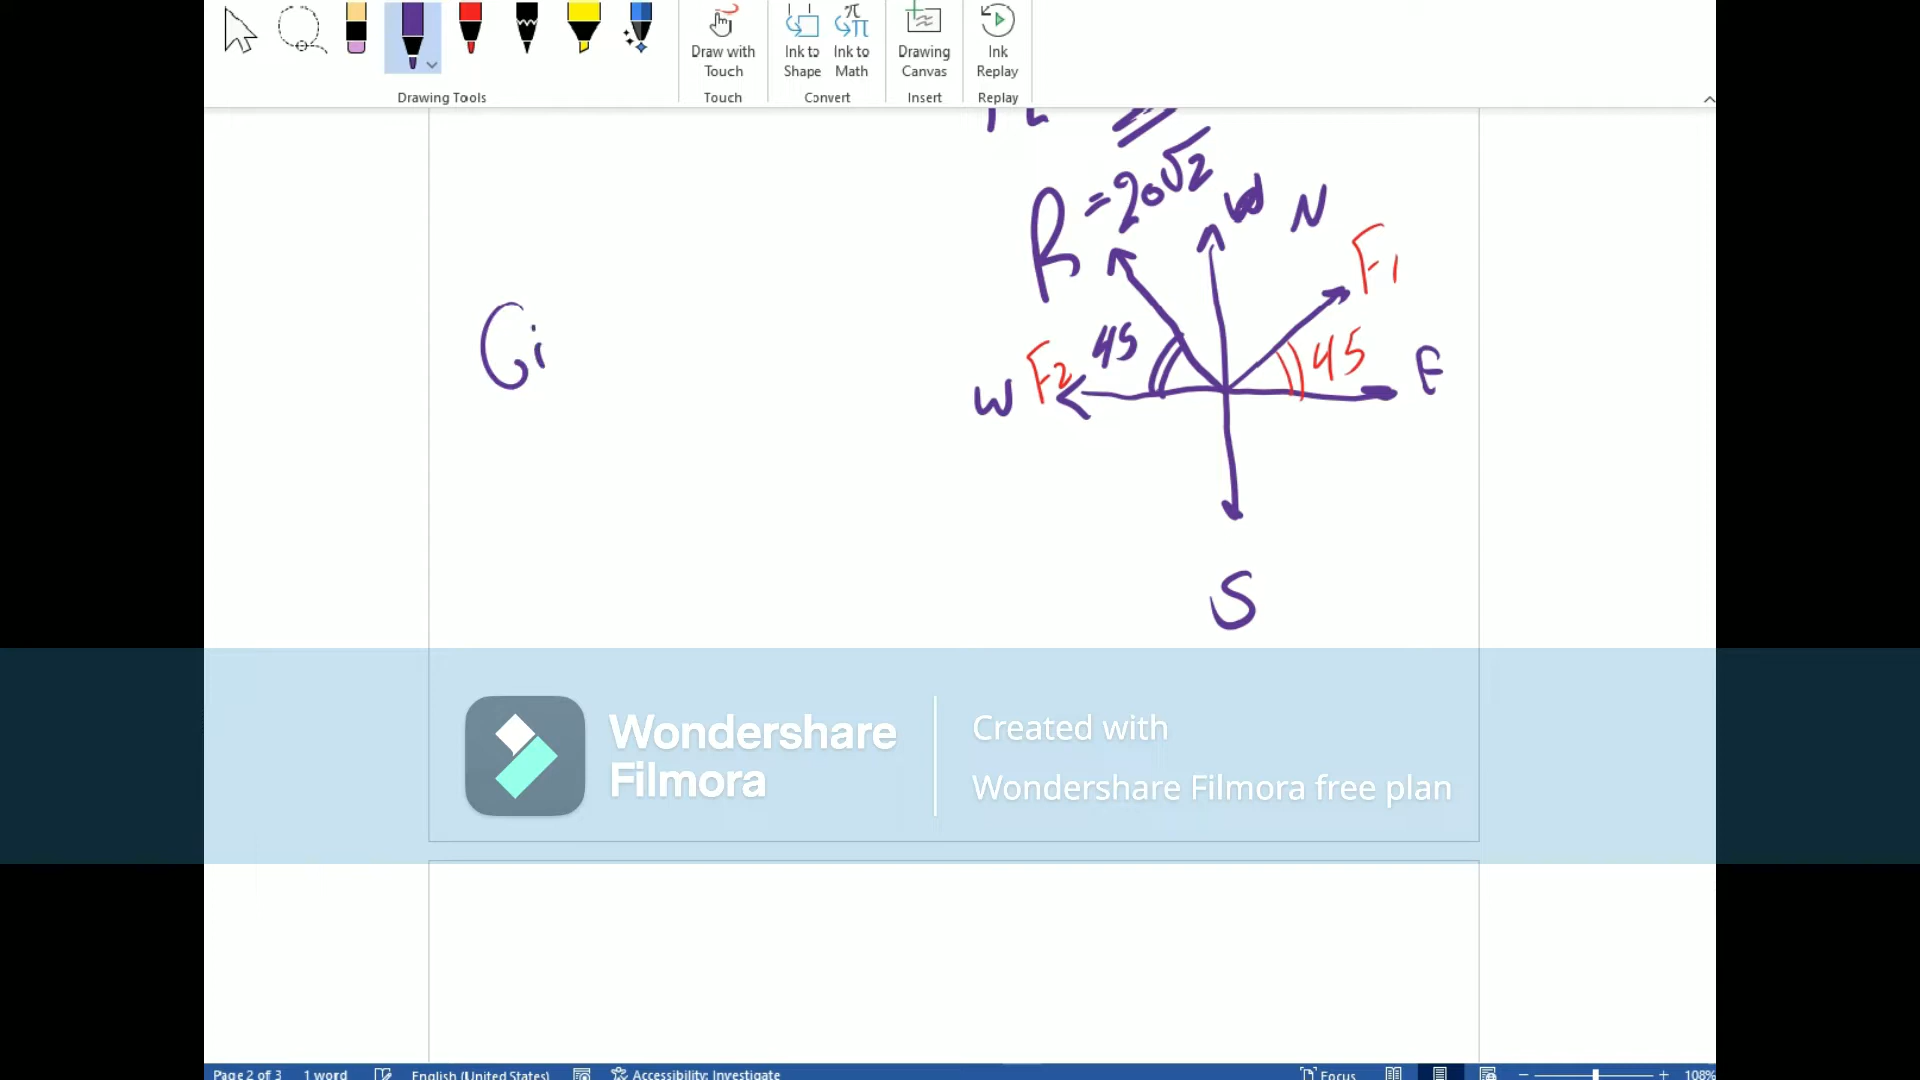 Draw with Touch
Ink to Shape
Ink to Math
Drawing Canvas
Ink Replay
Drawing Tools
Touch
Convert
Insert
Replay
R = 20√2
N
F1
45
F2
45
W
E
Gi
S
Wondershare Filmora
Created with
Wondershare Filmora free plan
Page 2 of 3
1 word
English (United States)
Accessibility: Investigate
Focus
108%